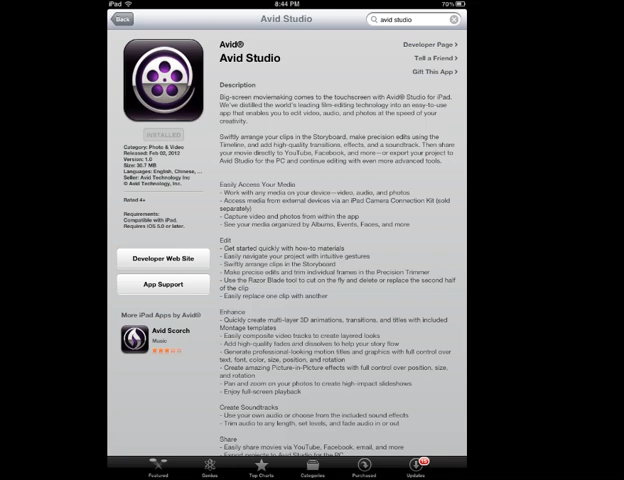 iPad
8:44 PM
70%
Back
Avid Studio
avid studio
Avid®
Avid Studio
Developer Page >
Tell a Friend >
Gift This App >
INSTALLED
Category: Photo & Video
Released: Feb 02, 2012
Version: 1.0
Size: 30.7 MB
Languages: English, Chinese, ...
Seller: Avid Technology Inc
© Avid Technology, Inc.
Rated 4+
Requirements:
Compatible with iPad.
Requires iOS 5.0 or later.
Developer Web Site
App Support
More iPad Apps by Avid®
Avid Scorch
Music
Description
Big-screen moviemaking comes to the touchscreen with Avid® Studio for iPad.
We've distilled the world's leading film-editing technology into an easy-to-use
app that enables you to edit video, audio, and photos at the speed of your
creativity.
Swiftly arrange your clips in the Storyboard, make precision edits using the
Timeline, and add high-quality transitions, effects, and a soundtrack. Then share
your movie directly to YouTube, Facebook, and more—or export your project to
Avid Studio for the PC and continue editing with even more advanced tools.
Easily Access Your Media
- Work with any media on your device—video, audio, and photos
- Access media from external devices via an iPad Camera Connection Kit (sold
separately)
- Capture video and photos from within the app
- See your media organized by Albums, Events, Faces, and more
Edit
- Get started quickly with how-to materials
- Easily navigate your project with intuitive gestures
- Swiftly arrange clips in the Storyboard
- Make precise edits and trim individual frames in the Precision Trimmer
- Use the Razor Blade tool to cut on the fly and delete or replace the second half
of the clip
- Easily replace one clip with another
Enhance
- Quickly create multi-layer 3D animations, transitions, and titles with included
Montage templates
- Easily composite video tracks to create layered looks
- Add high-quality fades and dissolves to help your story flow
- Generate professional-looking motion titles and graphics with full control over
text, font, color, size, position, and rotation
- Create amazing Picture-in-Picture effects with full control over position, size,
and rotation
- Pan and zoom on your photos to create high-impact slideshows
- Enjoy full-screen playback
Create Soundtracks
- Use your own audio or choose from the included sound effects
- Trim audio to length, set levels, and fade audio in or out
Share
- Easily share movies via YouTube, Facebook, email, and more
- Export projects to Avid Studio for the PC
Featured
Genius
Top Charts
Categories
Purchased
Updates